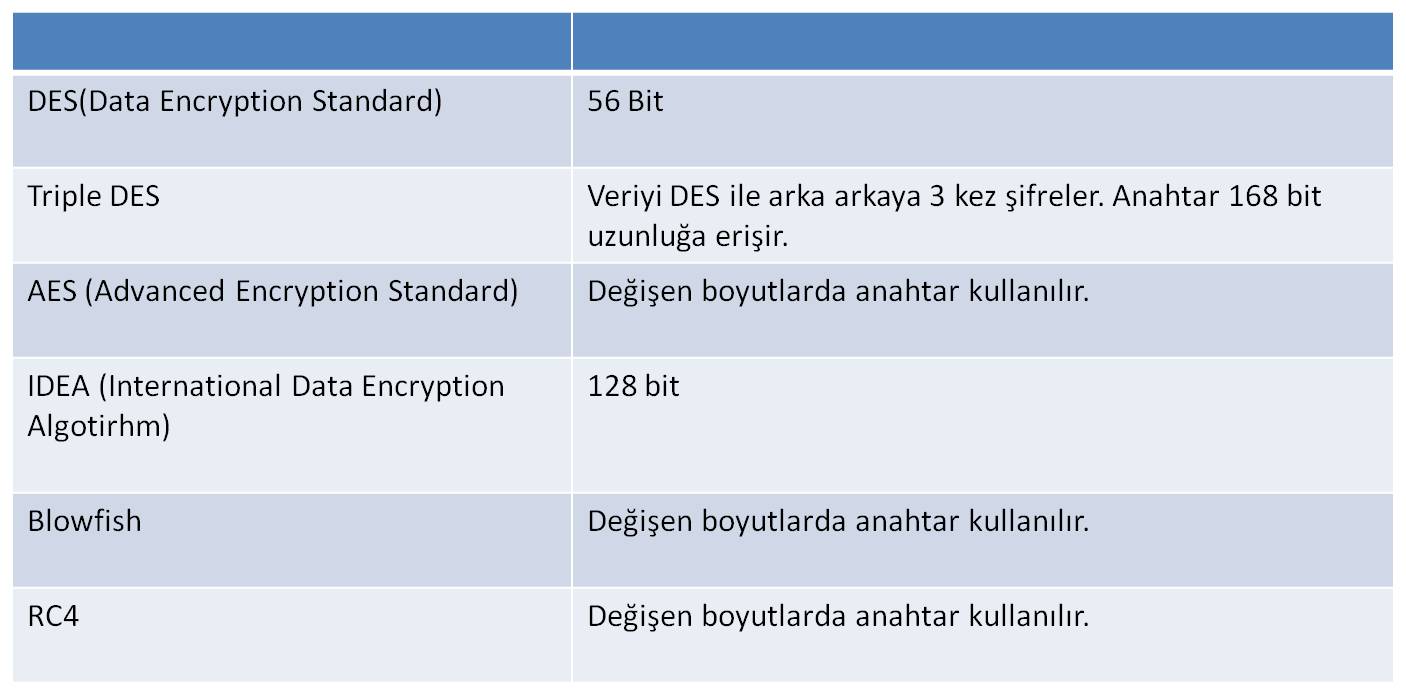 DES(Data Encryption Standard)
56 Bit
Triple DES
Veriyi DES ile arka arkaya 3 kez şifreler. Anahtar 168 bit
uzunluğa erişir.
AES (Advanced Encryption Standard)
Değişen boyutlarda anahtar kullanılır.
IDEA (International Data Encryption
Algotirhm)
128 bit
Blowfish
Değişen boyutlarda anahtar kullanılır.
RC4
Değişen boyutlarda anahtar kullanılır.